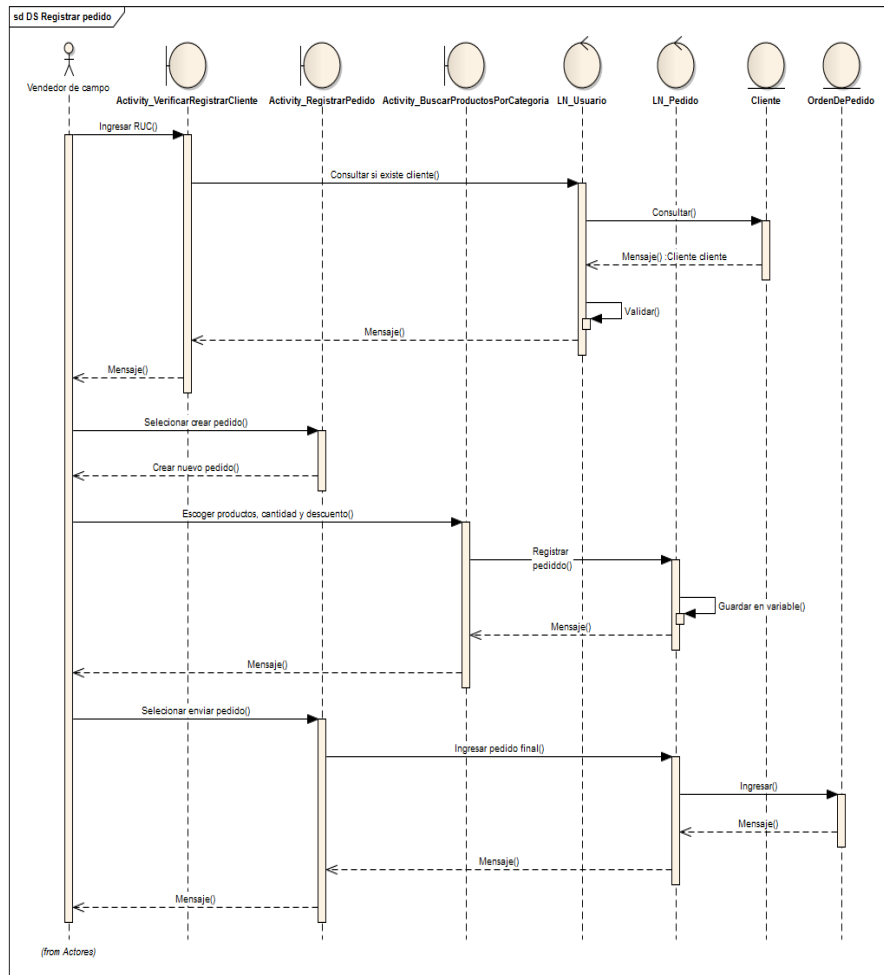 sd DS Registrar pedido
Vendedor de campo
Activity_VerificarRegistrarCliente
Activity_RegistrarPedido
Activity_BuscarProductosPorCategoria
LN_Usuario
LN_Pedido
Cliente
OrdenDePedido
Ingresar RUC()
Consultar si existe cliente()
Consultar()
Mensaje() :Cliente cliente
Validar()
Mensaje()
Mensaje()
Selecionar crear pedido()
Crear nuevo pedido()
Escoger productos, cantidad y descuento()
Registrar
pediddo()
Guardar en variable()
Mensaje()
Mensaje()
Selecionar enviar pedido()
Ingresar pedido final()
Ingresar()
Mensaje()
Mensaje()
Mensaje()
(from Actores)